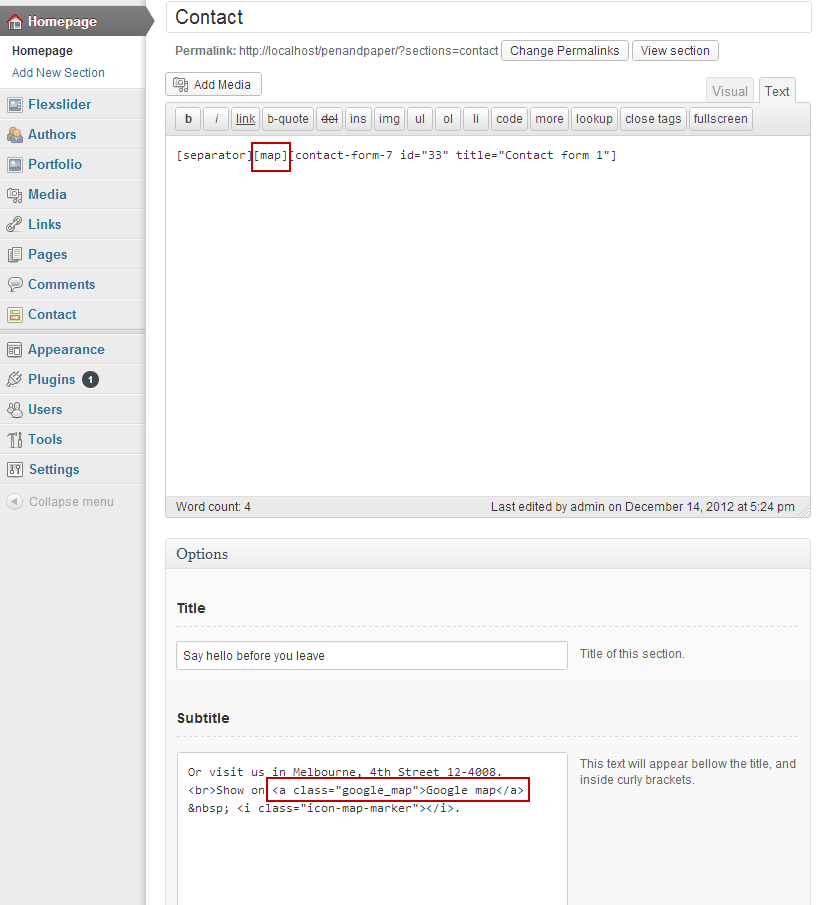 Homepage
Homepage
Add New Section
Flexslider
Authors
Portfolio
Media
Links
Pages
Comments
Contact
Appearance
Plugins 1
Users
Tools
Settings
Collapse menu
Contact
Permalink: http://localhost/penandpaper/?sections=contact Change Permalinks View section
Add Media
Visual Text
b i link b-quote del ins img ul ol li code more lookup close tags fullscreen
[separator][map][contact-form-7 id="33" title="Contact form 1"]
Word count: 4 Last edited by admin on December 14, 2012 at 5:24 pm
Options
Title
Say hello before you leave
Title of this section.
Subtitle
Or visit us in Melbourne, 4th Street 12-4008.
<br>Show on <a class="google_map">Google map</a>
&nbsp; <i class="icon-map-marker"></i>.
This text will appear bellow the title, and
inside curly brackets.